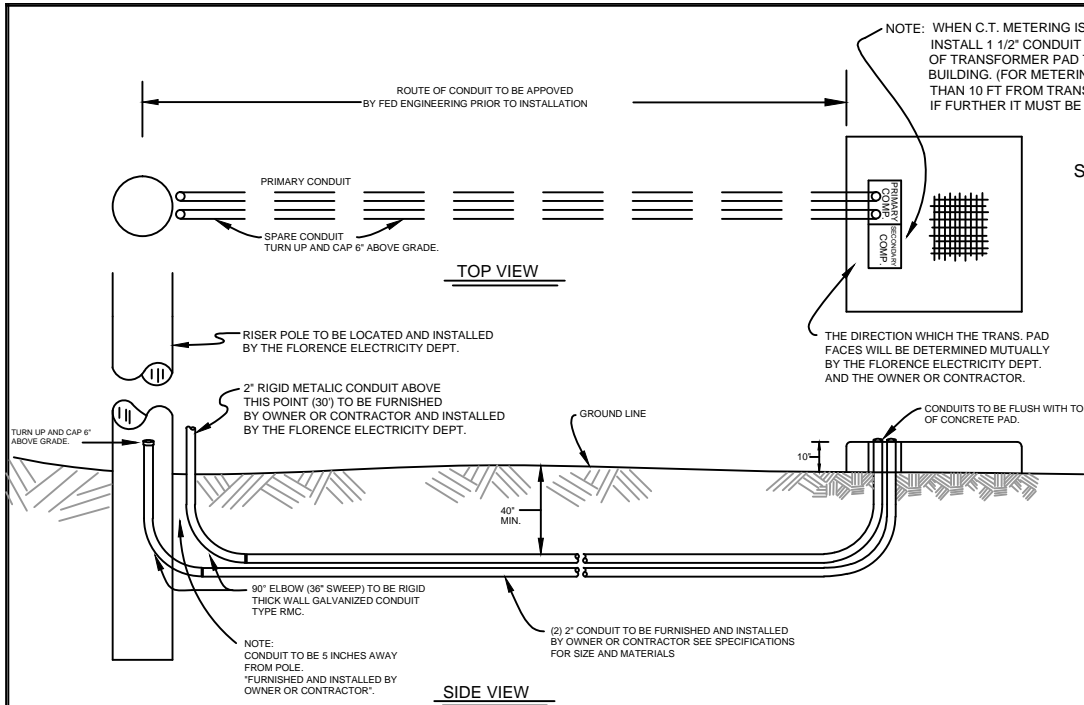 NOTE: WHEN C.T. METERING IS
INSTALL 1 1/2" CONDUIT
OF TRANSFORMER PAD
BUILDING. (FOR METERIN
THAN 10 FT FROM TRANS
IF FURTHER IT MUST BE
ROUTE OF CONDUIT TO BE APPOVED
BY FED ENGINEERING PRIOR TO INSTALLATION
S
PRIMARY CONDUIT
PRIMARY
COMP.
SECONDARY
COMP.
SPARE CONDUIT
TURN UP AND CAP 6" ABOVE GRADE.
TOP VIEW
RISER POLE TO BE LOCATED AND INSTALLED
BY THE FLORENCE ELECTRICITY DEPT.
THE DIRECTION WHICH THE TRANS. PAD
FACES WILL BE DETERMINED MUTUALLY
BY THE FLORENCE ELECTRICITY DEPT.
AND THE OWNER OR CONTRACTOR.
2" RIGID METALIC CONDUIT ABOVE
THIS POINT (30') TO BE FURNISHED
BY OWNER OR CONTRACTOR AND INSTALLED
BY THE FLORENCE ELECTRICITY DEPT.
GROUND LINE
CONDUITS TO BE FLUSH WITH TO
OF CONCRETE PAD.
TURN UP AND CAP 6"
ABOVE GRADE.
10"
40"
MIN.
90° ELBOW (36" SWEEP) TO BE RIGID
THICK WALL GALVANIZED CONDUIT
TYPE RMC.
(2) 2" CONDUIT TO BE FURNISHED AND INSTALLED
BY OWNER OR CONTRACTOR SEE SPECIFICATIONS
FOR SIZE AND MATERIALS
NOTE:
CONDUIT TO BE 5 INCHES AWAY
FROM POLE.
"FURNISHED AND INSTALLED BY
OWNER OR CONTRACTOR".
SIDE VIEW